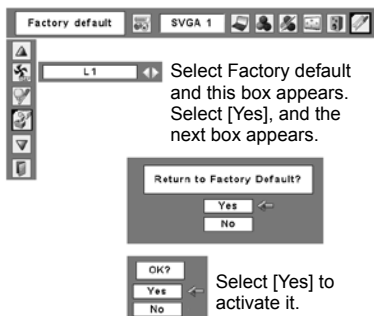 Factory default SVGA 1
L1
Select Factory default
and this box appears.
Select [Yes], and the
next box appears.
Return to Factory Default?
Yes
No
OK?
Yes
No
Select [Yes] to
activate it.